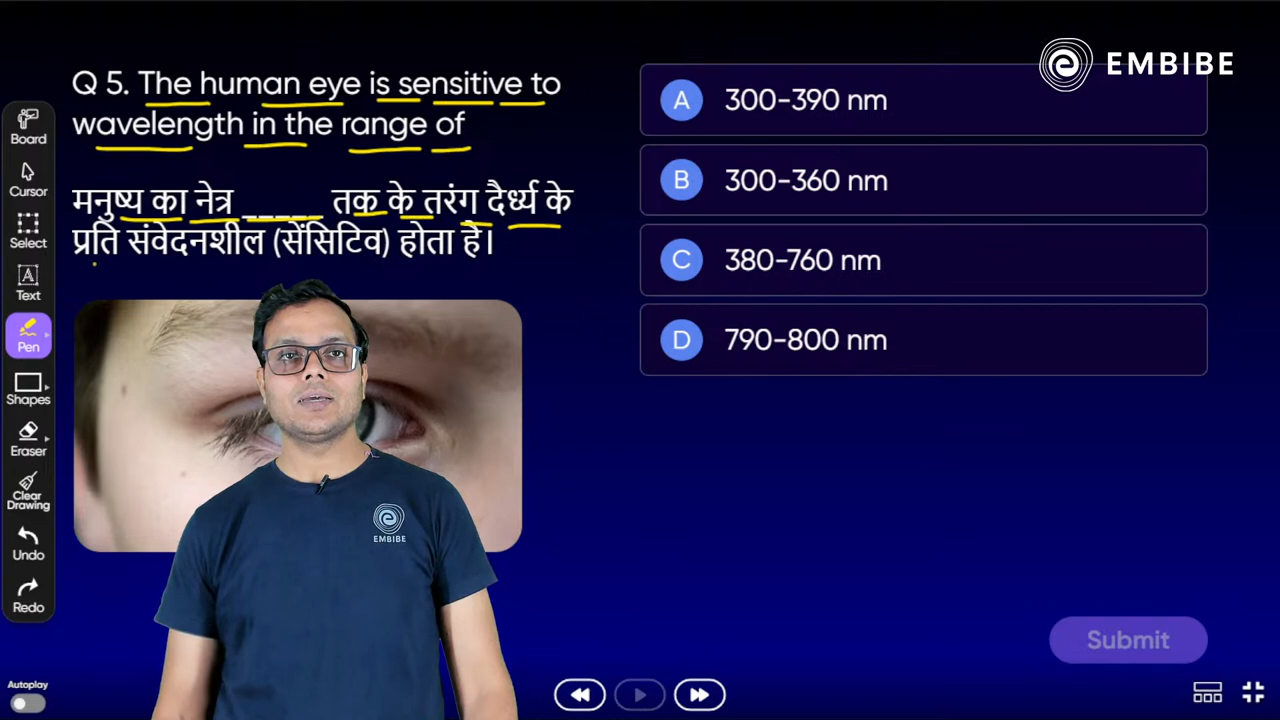 EMBIBE
Q 5. The human eye is sensitive to
wavelength in the range of
मनुष्य का नेत्र _____ तक के तरंग दैर्ध्य के
प्रति संवेदनशील (सेंसिटिव) होता है।
A 300-390 nm
B 300-360 nm
C 380-760 nm
D 790-800 nm
Board
Cursor
Select
A
Text
Pen
Shapes
Eraser
Clear
Drawing
Undo
Redo
EMBIBE
Submit
Autoplay